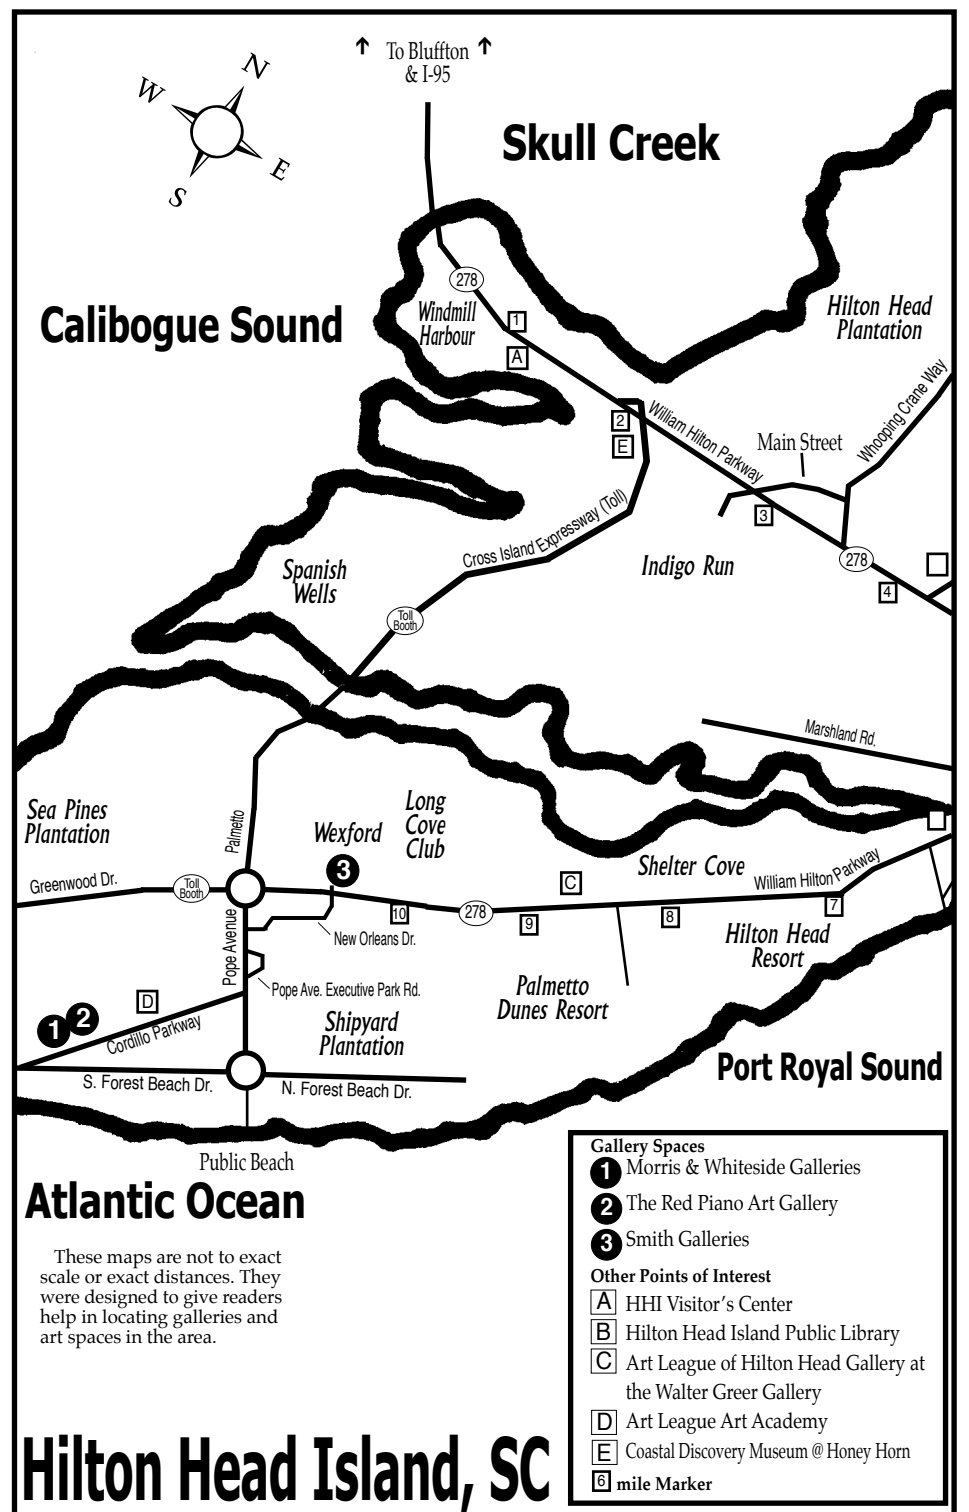 To Bluffton
& I-95
N
W
E
S
Skull Creek
278
Calibogue Sound
Windmill
Harbour
1
A
Hilton Head
Plantation
2
E
William Hilton Parkway
Main Street
Whooping Crane Way
3
Cross Island Expressway (Toll)
Indigo Run
278
4
Spanish
Wells
Toll
Booth
Marshland Rd.
Sea Pines
Plantation
Palmetto
Wexford
Long
Cove
Club
3
Shelter Cove
William Hilton Parkway
Greenwood Dr.
Toll
Booth
C
10
278
9
8
7
Pope Avenue
New Orleans Dr.
Hilton Head
Resort
Pope Ave. Executive Park Rd.
Palmetto
Dunes Resort
D
1
2
Cordillo Parkway
Shipyard
Plantation
Port Royal Sound
S. Forest Beach Dr.
N. Forest Beach Dr.
Public Beach
Atlantic Ocean
These maps are not to exact
scale or exact distances. They
were designed to give readers
help in locating galleries and
art spaces in the area.
Gallery Spaces
1 Morris & Whiteside Galleries
2 The Red Piano Art Gallery
3 Smith Galleries
Other Points of Interest
A HHI Visitor's Center
B Hilton Head Island Public Library
C Art League of Hilton Head Gallery at
the Walter Greer Gallery
D Art League Art Academy
E Coastal Discovery Museum @ Honey Horn
6 mile Marker
Hilton Head Island, SC